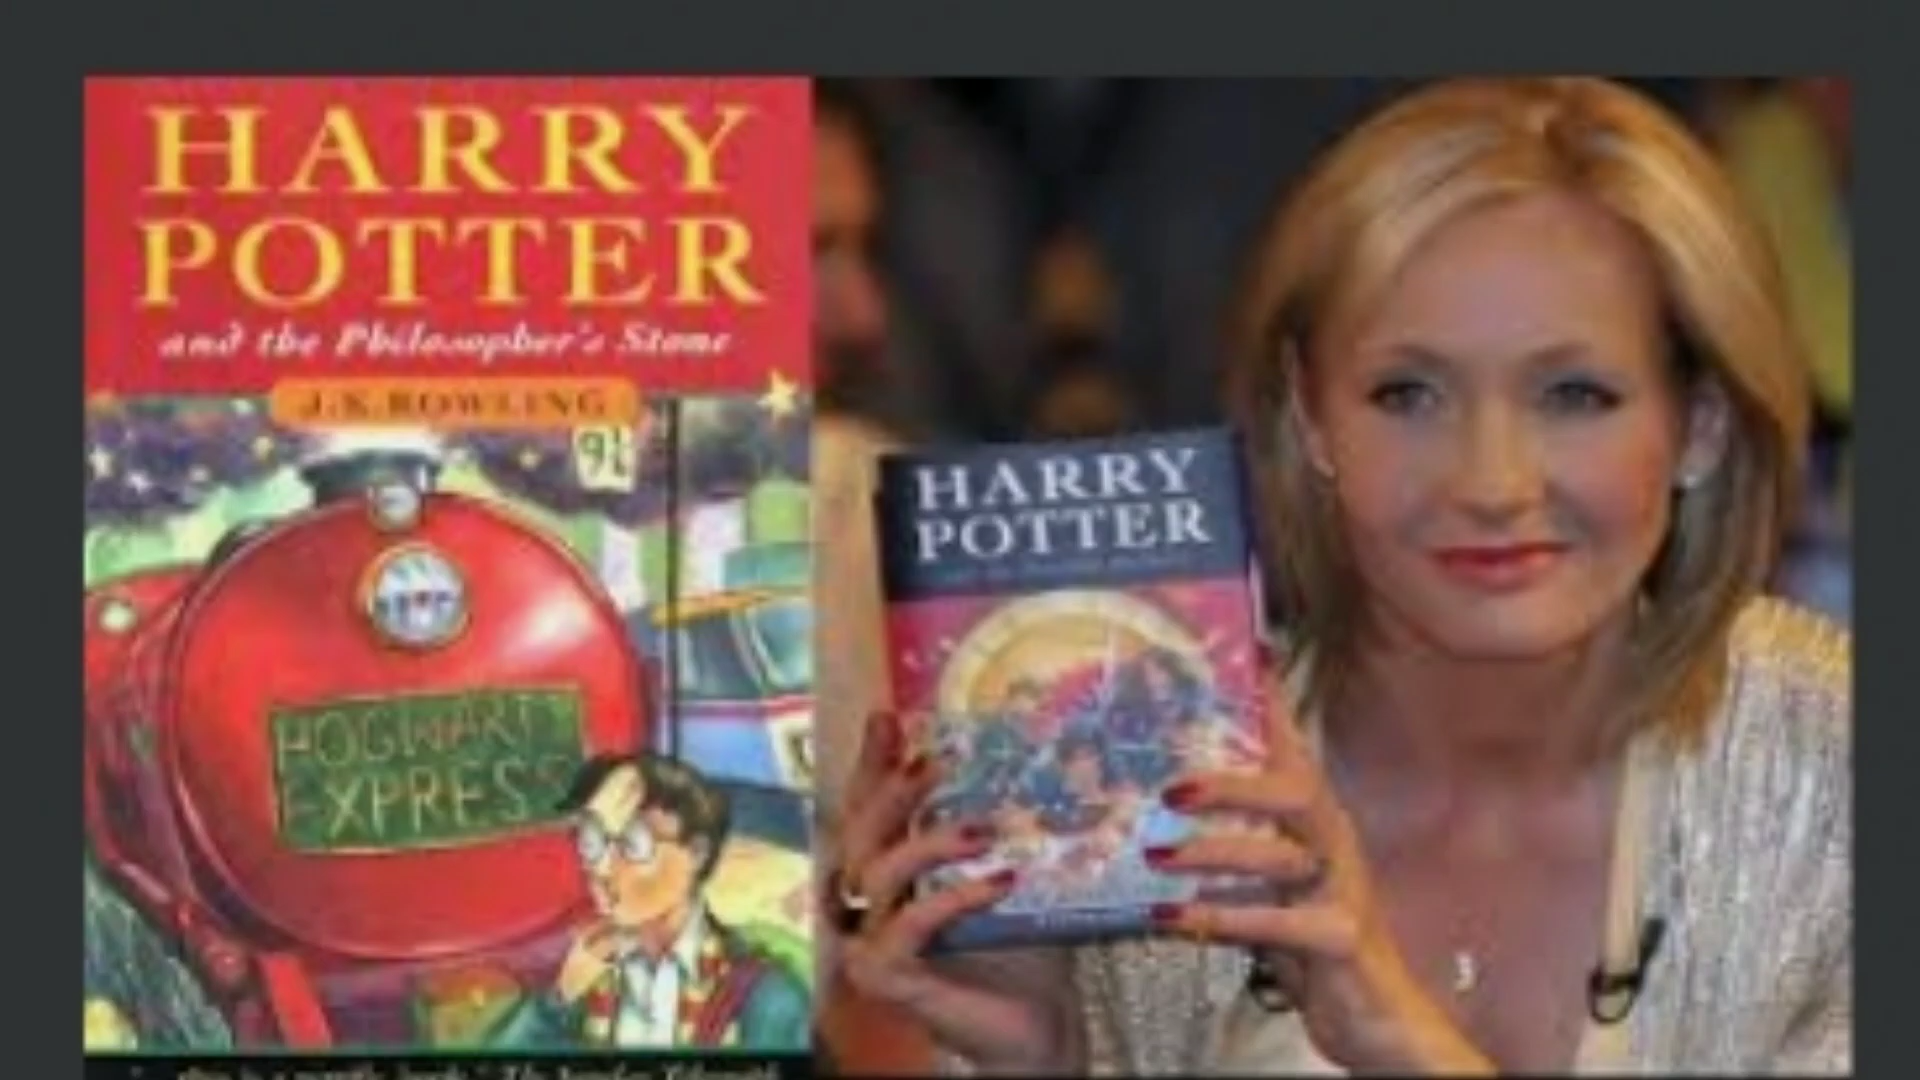 HARRY
POTTER
and the Philosopher's Stone
J.K.ROWLING
9¾
HOGWARTS
EXPRESS
HARRY
POTTER